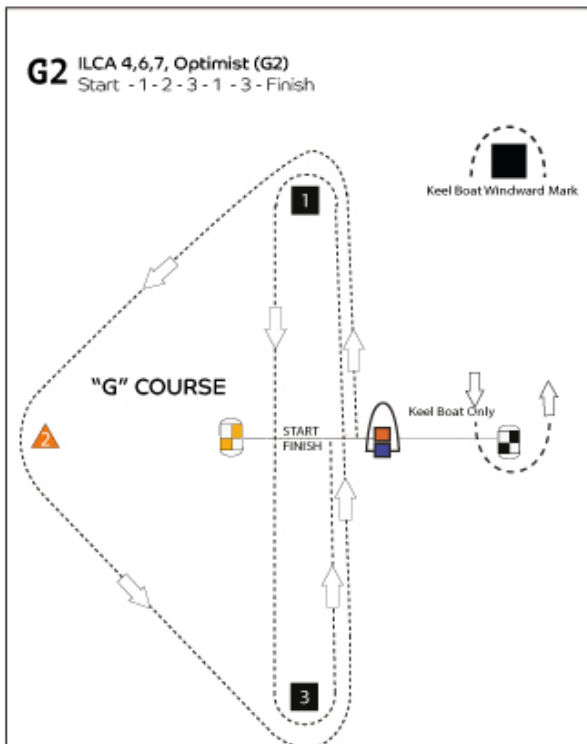 G2 ILCA 4,6,7, Optimist (G2)
Start - 1 - 2 - 3 - 1 - 3 - Finish
1
Keel Boat Windward Mark
"G" COURSE
Keel Boat Only
2
START
FINISH
3